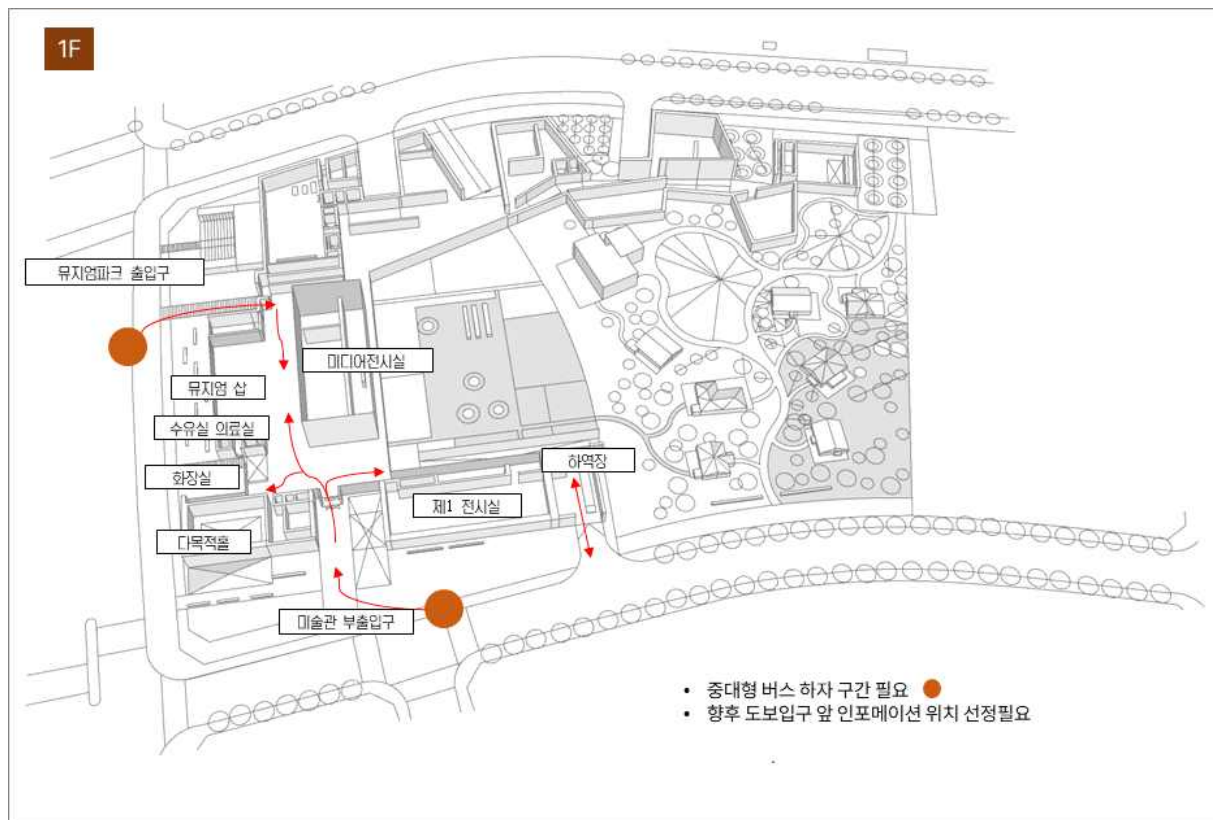 1F
뮤지엄파크 출입구
미디어전시실
뮤지엄 샵
수유실 의료실
화장실
하역장
제1 전시실
다목적홀
미술관 부출입구
• 중대형 버스 하자 구간 필요
• 향후 도보입구 앞 인포메이션 위치 선정필요